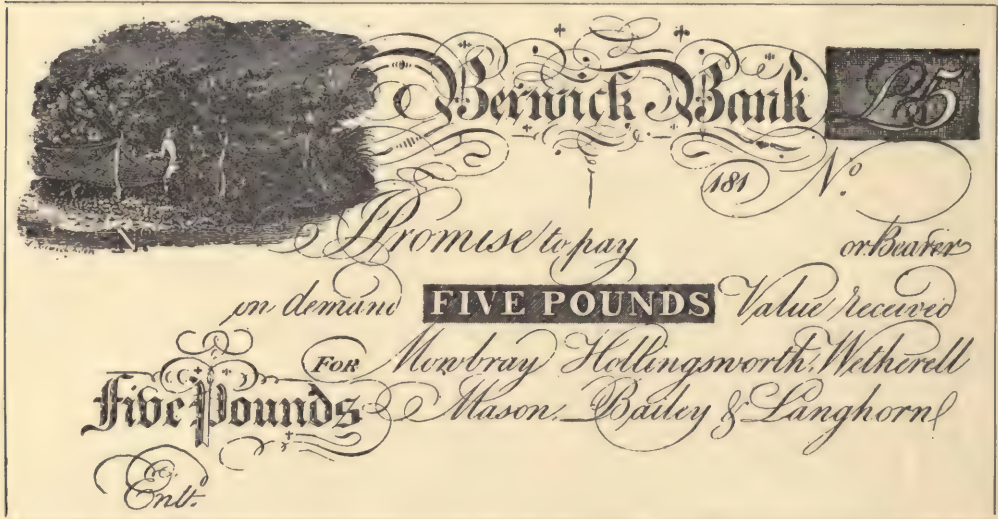 Berwick Bank £5
181 No
I Promise to pay or Bearer
on demand FIVE POUNDS Value received
FOR Mowbray Hollingsworth, Wetherell
Five Pounds Mason, Bailey & Langhorn
Entd.